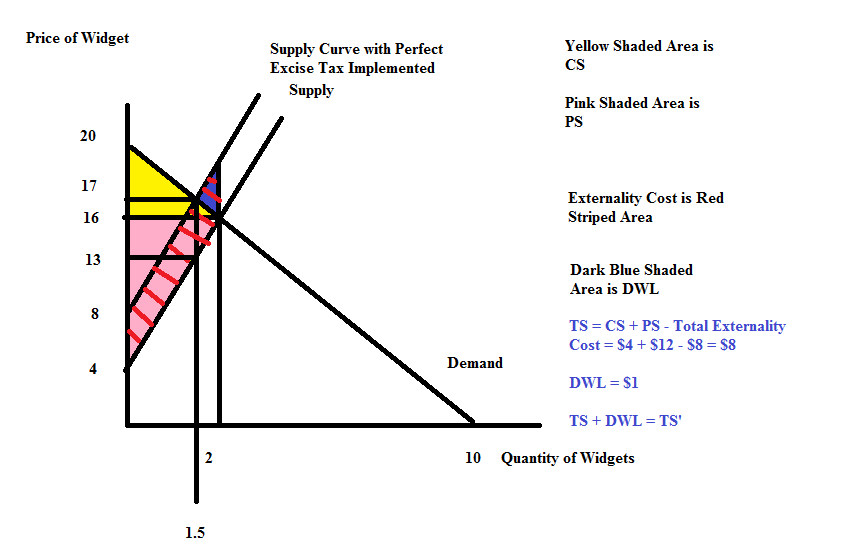 Price of Widget
Supply Curve with Perfect
Excise Tax Implemented
Supply
20
17
16
13
8
4
Demand
2
10
Quantity of Widgets
1.5
Yellow Shaded Area is
CS
Pink Shaded Area is
PS
Externality Cost is Red
Striped Area
Dark Blue Shaded
Area is DWL
TS = CS + PS - Total Externality
Cost = $4 + $12 - $8 = $8
DWL = $1
TS + DWL = TS'